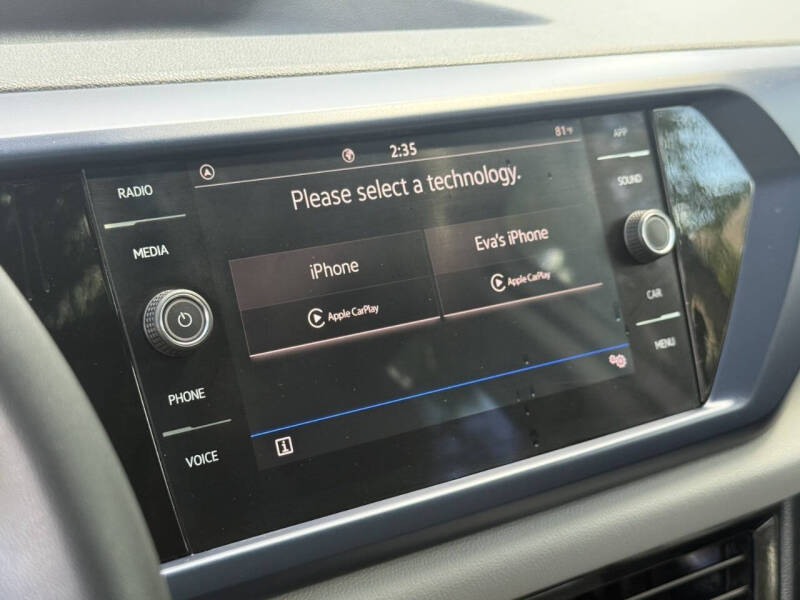 2:35
81°F
Please select a technology.
iPhone
Apple CarPlay
Eva's iPhone
Apple CarPlay
i
RADIO
MEDIA
PHONE
VOICE
APP
SOUND
CAR
MENU